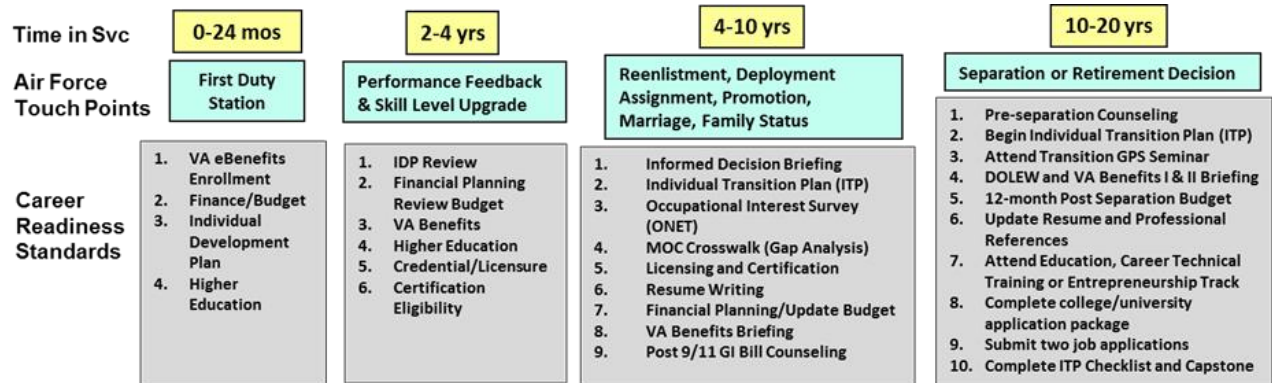 Time in Svc
0-24 mos
2-4 yrs
4-10 yrs
10-20 yrs
Air Force
Touch Points
First Duty
Station
Performance Feedback
& Skill Level Upgrade
Reenlistment, Deployment
Assignment, Promotion,
Marriage, Family Status
Separation or Retirement Decision
Career
Readiness
Standards
1. VA eBenefits
Enrollment
2. Finance/Budget
3. Individual
Development
Plan
4. Higher
Education
1. IDP Review
2. Financial Planning
Review Budget
3. VA Benefits
4. Higher Education
5. Credential/Licensure
6. Certification
Eligibility
1. Informed Decision Briefing
2. Individual Transition Plan (ITP)
3. Occupational Interest Survey
(ONET)
4. MOC Crosswalk (Gap Analysis)
5. Licensing and Certification
6. Resume Writing
7. Financial Planning/Update Budget
8. VA Benefits Briefing
9. Post 9/11 GI Bill Counseling
1. Pre-separation Counseling
2. Begin Individual Transition Plan (ITP)
3. Attend Transition GPS Seminar
4. DOLEW and VA Benefits I & II Briefing
5. 12-month Post Separation Budget
6. Update Resume and Professional
References
7. Attend Education, Career Technical
Training or Entrepreneurship Track
8. Complete college/university
application package
9. Submit two job applications
10. Complete ITP Checklist and Capstone